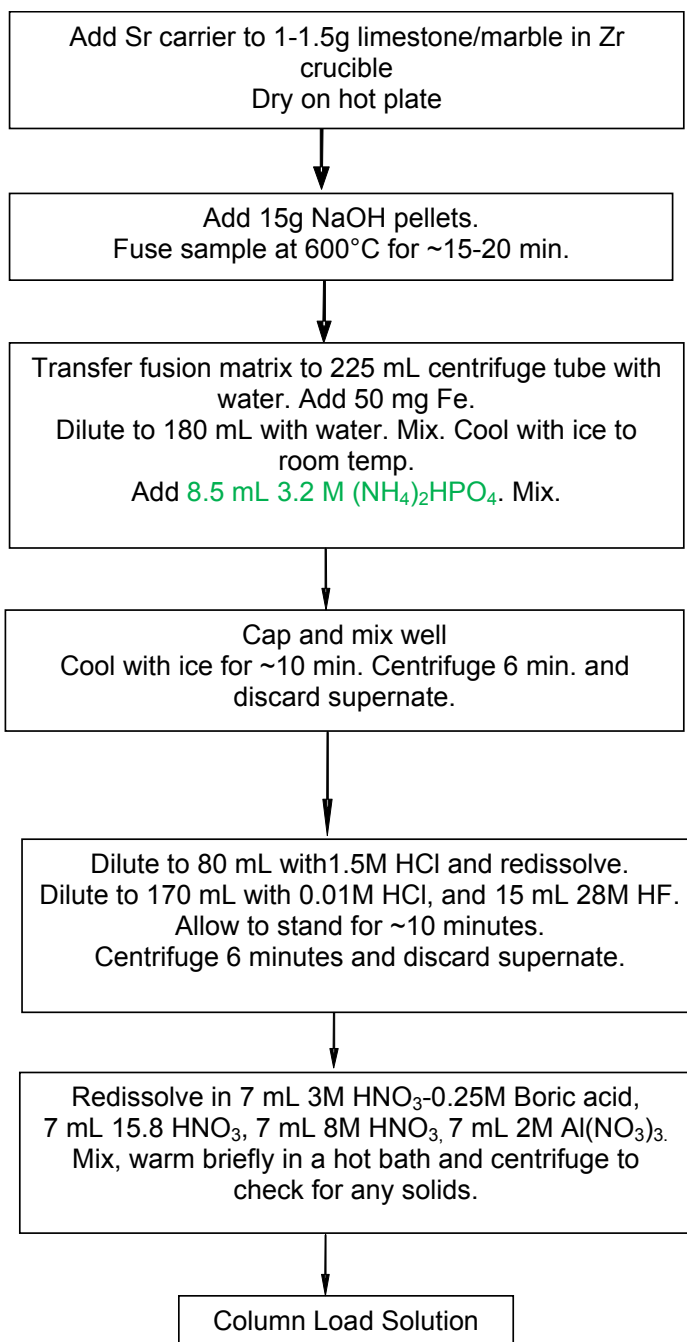 Add Sr carrier to 1-1.5g limestone/marble in Zr
crucible
Dry on hot plate
Add 15g NaOH pellets.
Fuse sample at 600°C for ~15-20 min.
Transfer fusion matrix to 225 mL centrifuge tube with
water. Add 50 mg Fe.
Dilute to 180 mL with water. Mix. Cool with ice to
room temp.
Add 8.5 mL 3.2 M (NH₄)₂HPO₄. Mix.
Cap and mix well
Cool with ice for ~10 min. Centrifuge 6 min. and
discard supernate.
Dilute to 80 mL with1.5M HCl and redissolve.
Dilute to 170 mL with 0.01M HCl, and 15 mL 28M HF.
Allow to stand for ~10 minutes.
Centrifuge 6 minutes and discard supernate.
Redissolve in 7 mL 3M HNO₃-0.25M Boric acid,
7 mL 15.8 HNO₃, 7 mL 8M HNO₃, 7 mL 2M Al(NO₃)₃.
Mix, warm briefly in a hot bath and centrifuge to
check for any solids.
Column Load Solution